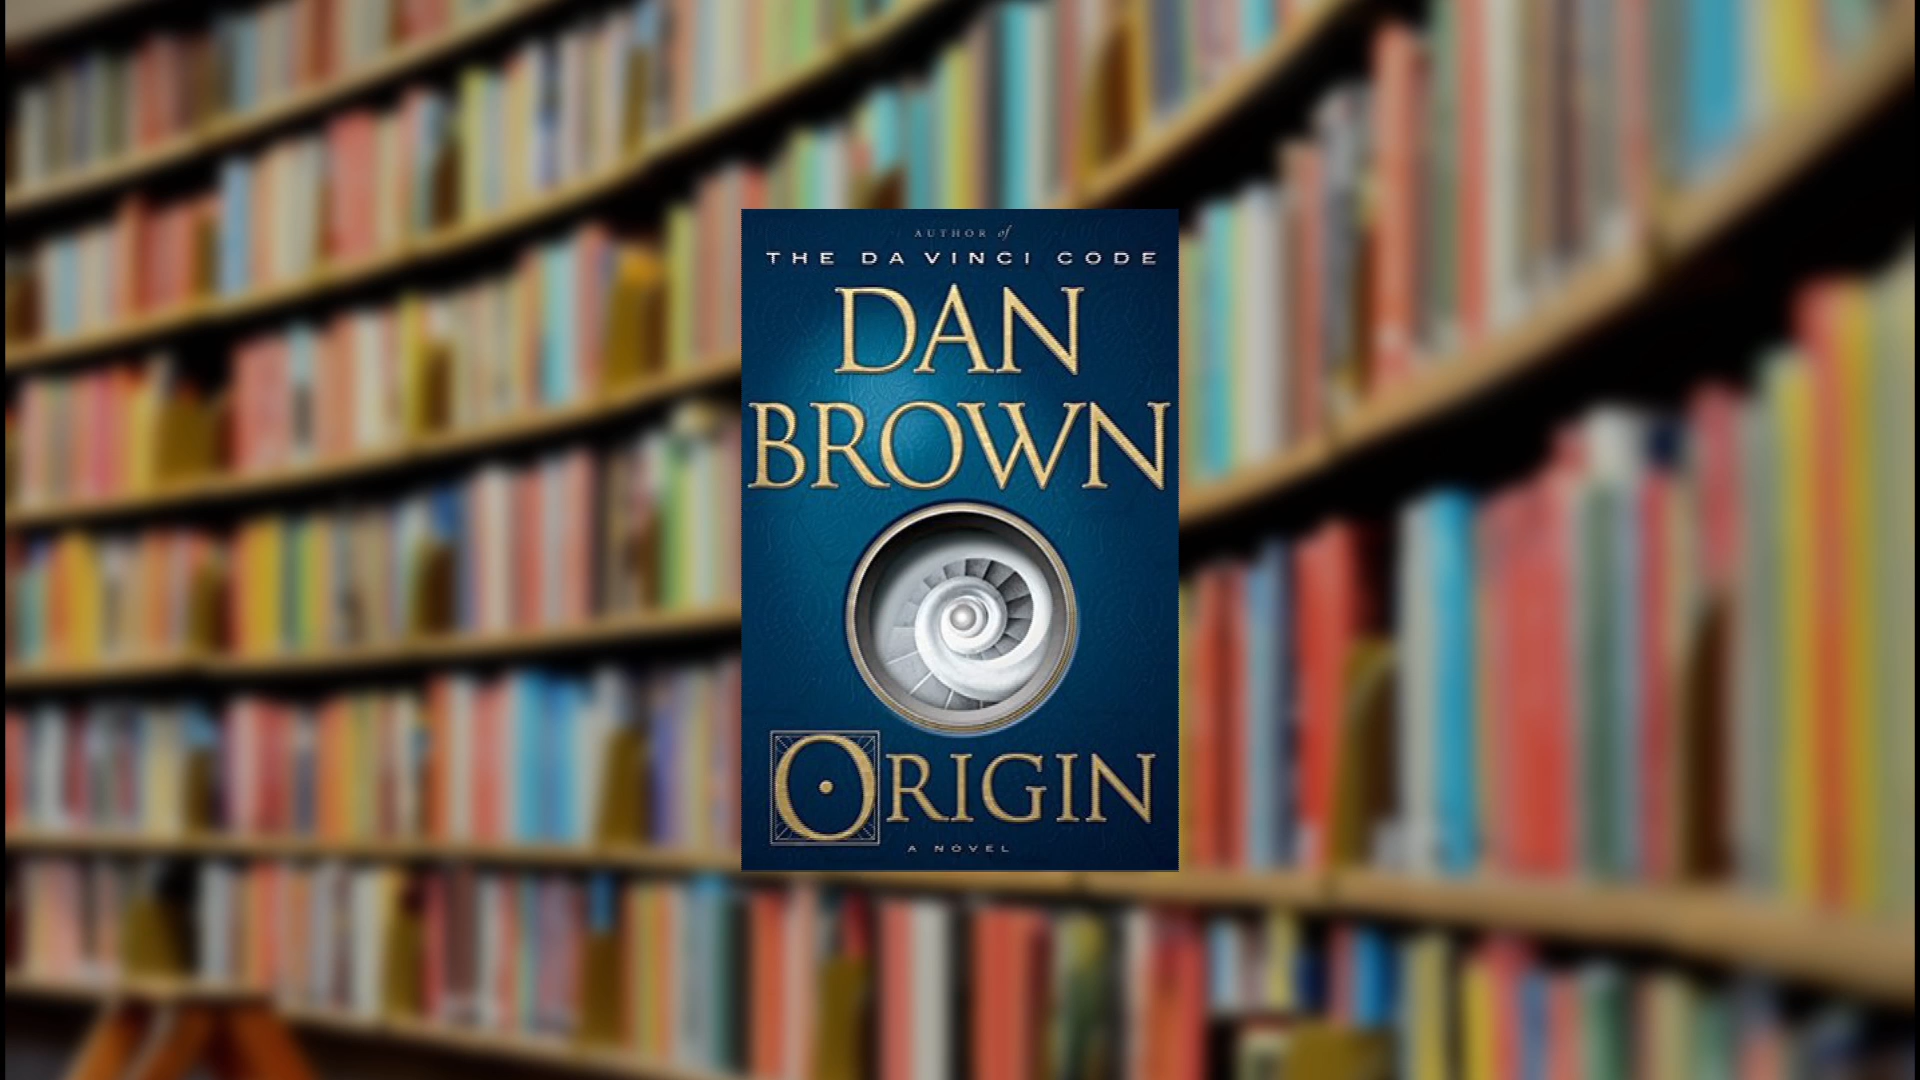 AUTHOR of
THE DA VINCI CODE
DAN
BROWN
ORIGIN
A NOVEL